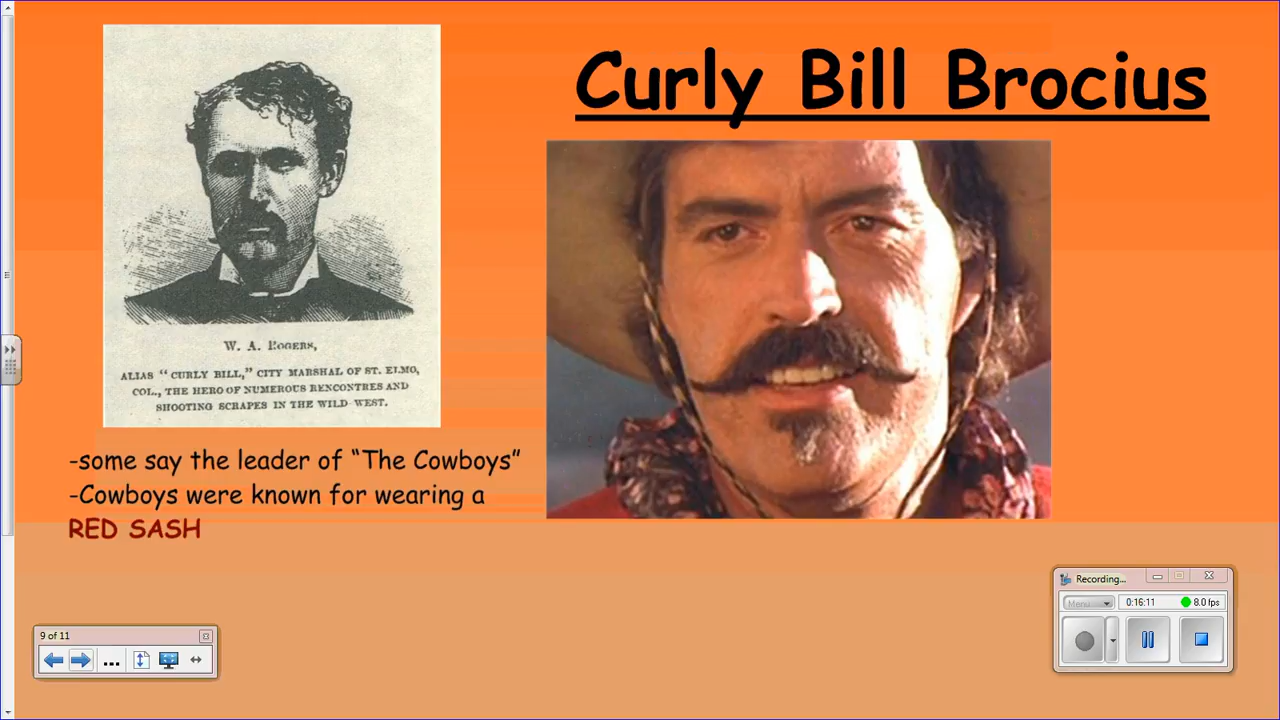 Curly Bill Brocius
W. A. ROGERS,
ALIAS “CURLY BILL,” CITY MARSHAL OF ST. ELMO,
COL., THE HERO OF NUMEROUS RENCONTRES AND
SHOOTING SCRAPES IN THE WILD WEST.
-some say the leader of “The Cowboys”
-Cowboys were known for wearing a
RED SASH
9 of 11
...
Recording...
Menu
0:16:11 8.0 fps